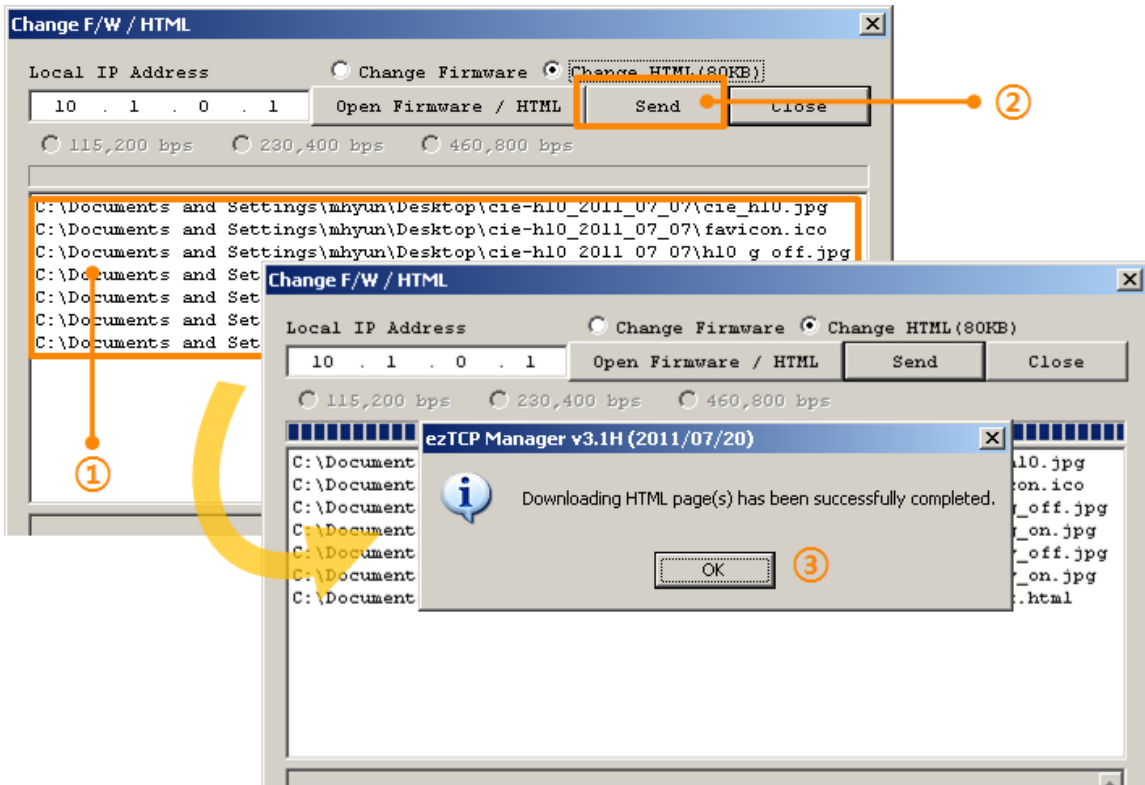 Change F/W / HTML
Local IP Address
Change Firmware
Change HTML(80KB)
10 . 1 . 0 . 1
Open Firmware / HTML
Send
Close
②
115,200 bps
230,400 bps
460,800 bps
C:\Documents and Settings\mhyun\Desktop\cie-h10_2011_07_07\cie_h10.jpg
C:\Documents and Settings\mhyun\Desktop\cie-h10_2011_07_07\favicon.ico
C:\Documents and Settings\mhyun\Desktop\cie-h10_2011_07_07\h10_g_off.jpg
C:\Documents and Set
C:\Documents and Set
C:\Documents and Set
C:\Documents and Set
①
Change F/W / HTML
Local IP Address
Change Firmware
Change HTML(80KB)
10 . 1 . 0 . 1
Open Firmware / HTML
Send
Close
115,200 bps
230,400 bps
460,800 bps
ezTCP Manager v3.1H (2011/07/20)
Downloading HTML page(s) has been successfully completed.
OK
③
C:\Document
l0.jpg
C:\Document
con.ico
C:\Document
_off.jpg
C:\Document
_on.jpg
C:\Document
_off.jpg
C:\Document
_on.jpg
C:\Document
.html